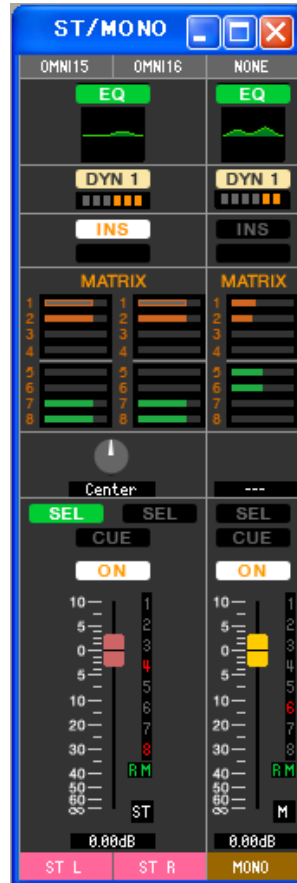 ST/MONO
OMNI15 OMNI16 NONE
EQ EQ
DYN 1 DYN 1
INS INS
MATRIX MATRIX
1 1 1
2 2 2
3 3 3
4 4 4
5 5 5
6 6 6
7 7 7
8 8 8
Center ---
SEL SEL SEL
CUE CUE
ON ON
10 1 10 1
5 2 5 2
0 3 0 3
4
5 5 5 5
10 6 10 6
20 7 20 7
30 8 30 8
40 R M 40 R M
50 50
60 60
∞ ST ∞ M
0.00dB 0.00dB
ST L ST R MONO